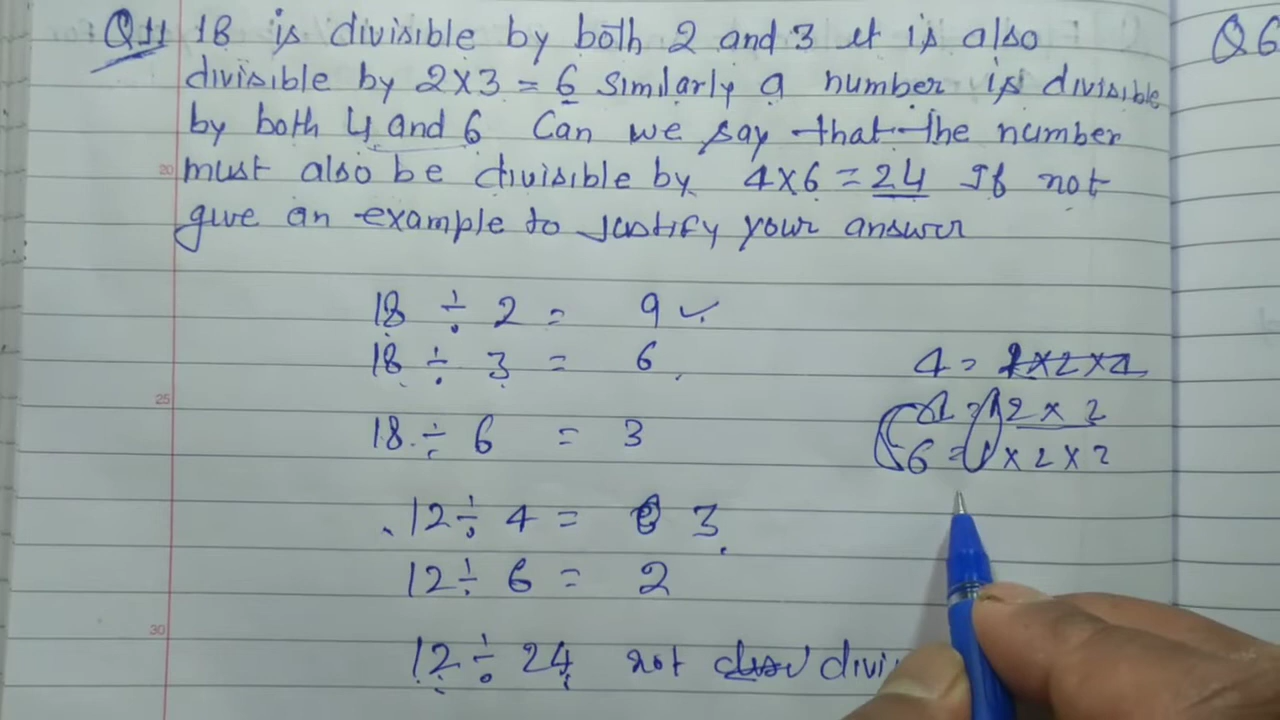 Q11 18 is divisible by both 2 and 3 it is also
divisible by 2×3 = 6 Similarly a number is divisible
by both 4 and 6 Can we say that the number
must also be divisible by 4×6 = 24 If not
give an example to justify your answer
Q6
18 ÷ 2 = 9 ✓
18 ÷ 3 = 6
18 ÷ 6 = 3
12 ÷ 4 = 3
12 ÷ 6 = 2
12 ÷ 24 not divi
4 =
2 × 2
6 = 1 × 2 × 2
20
25
30